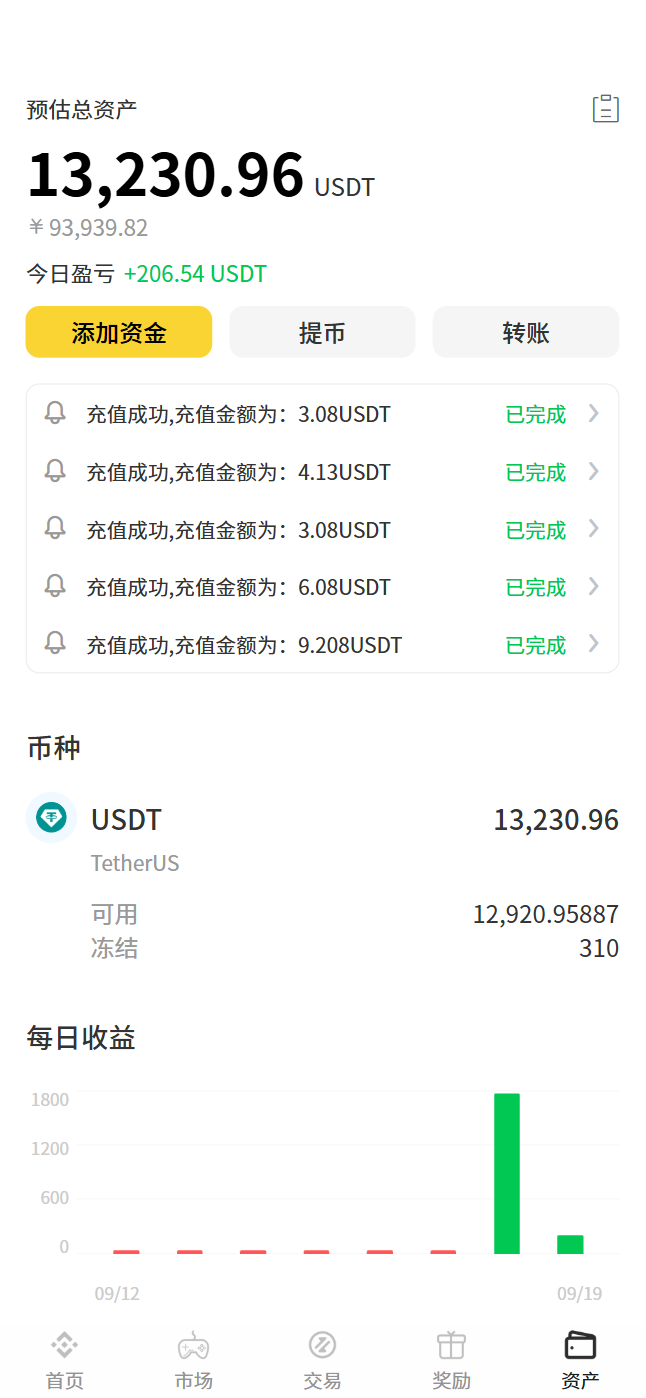 预估总资产
13,230.96 USDT
￥93,939.82
今日盈亏 +206.54 USDT
添加资金 提币 转账
充值成功,充值金额为：3.08USDT 已完成
充值成功,充值金额为：4.13USDT 已完成
充值成功,充值金额为：3.08USDT 已完成
充值成功,充值金额为：6.08USDT 已完成
充值成功,充值金额为：9.208USDT 已完成
币种
USDT 13,230.96
TetherUS
可用 12,920.95887
冻结 310
每日收益
1800
1200
600
0
09/12 09/19
首页 市场 交易 奖励 资产